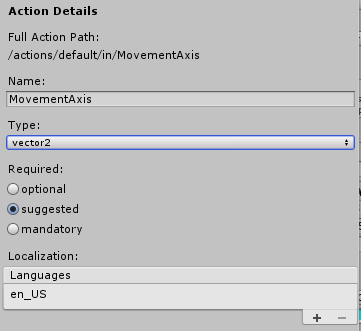 Action Details
Full Action Path:
/actions/default/in/MovementAxis
Name:
MovementAxis
Type:
vector2
Required:
optional
suggested
mandatory
Localization:
Languages
en_US
+ −